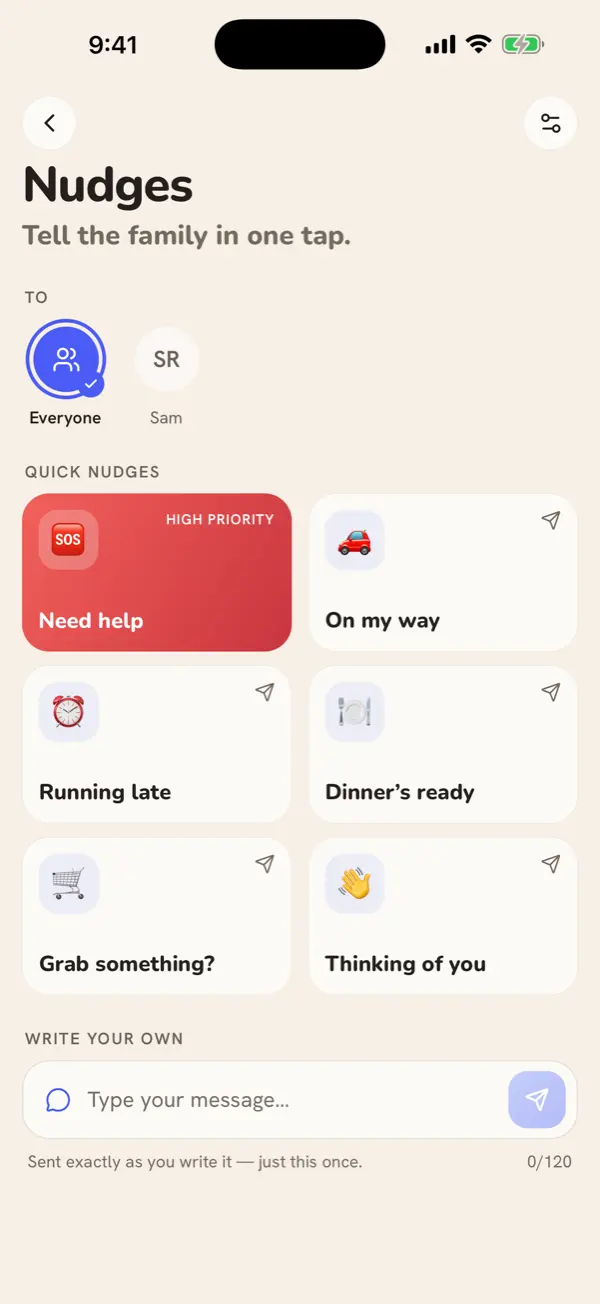 9:41
Nudges
Tell the family in one tap.
TO
SR
Everyone
Sam
QUICK NUDGES
SOS
HIGH PRIORITY
Need help
On my way
Running late
Dinner’s ready
Grab something?
Thinking of you
WRITE YOUR OWN
Type your message...
Sent exactly as you write it — just this once.
0/120